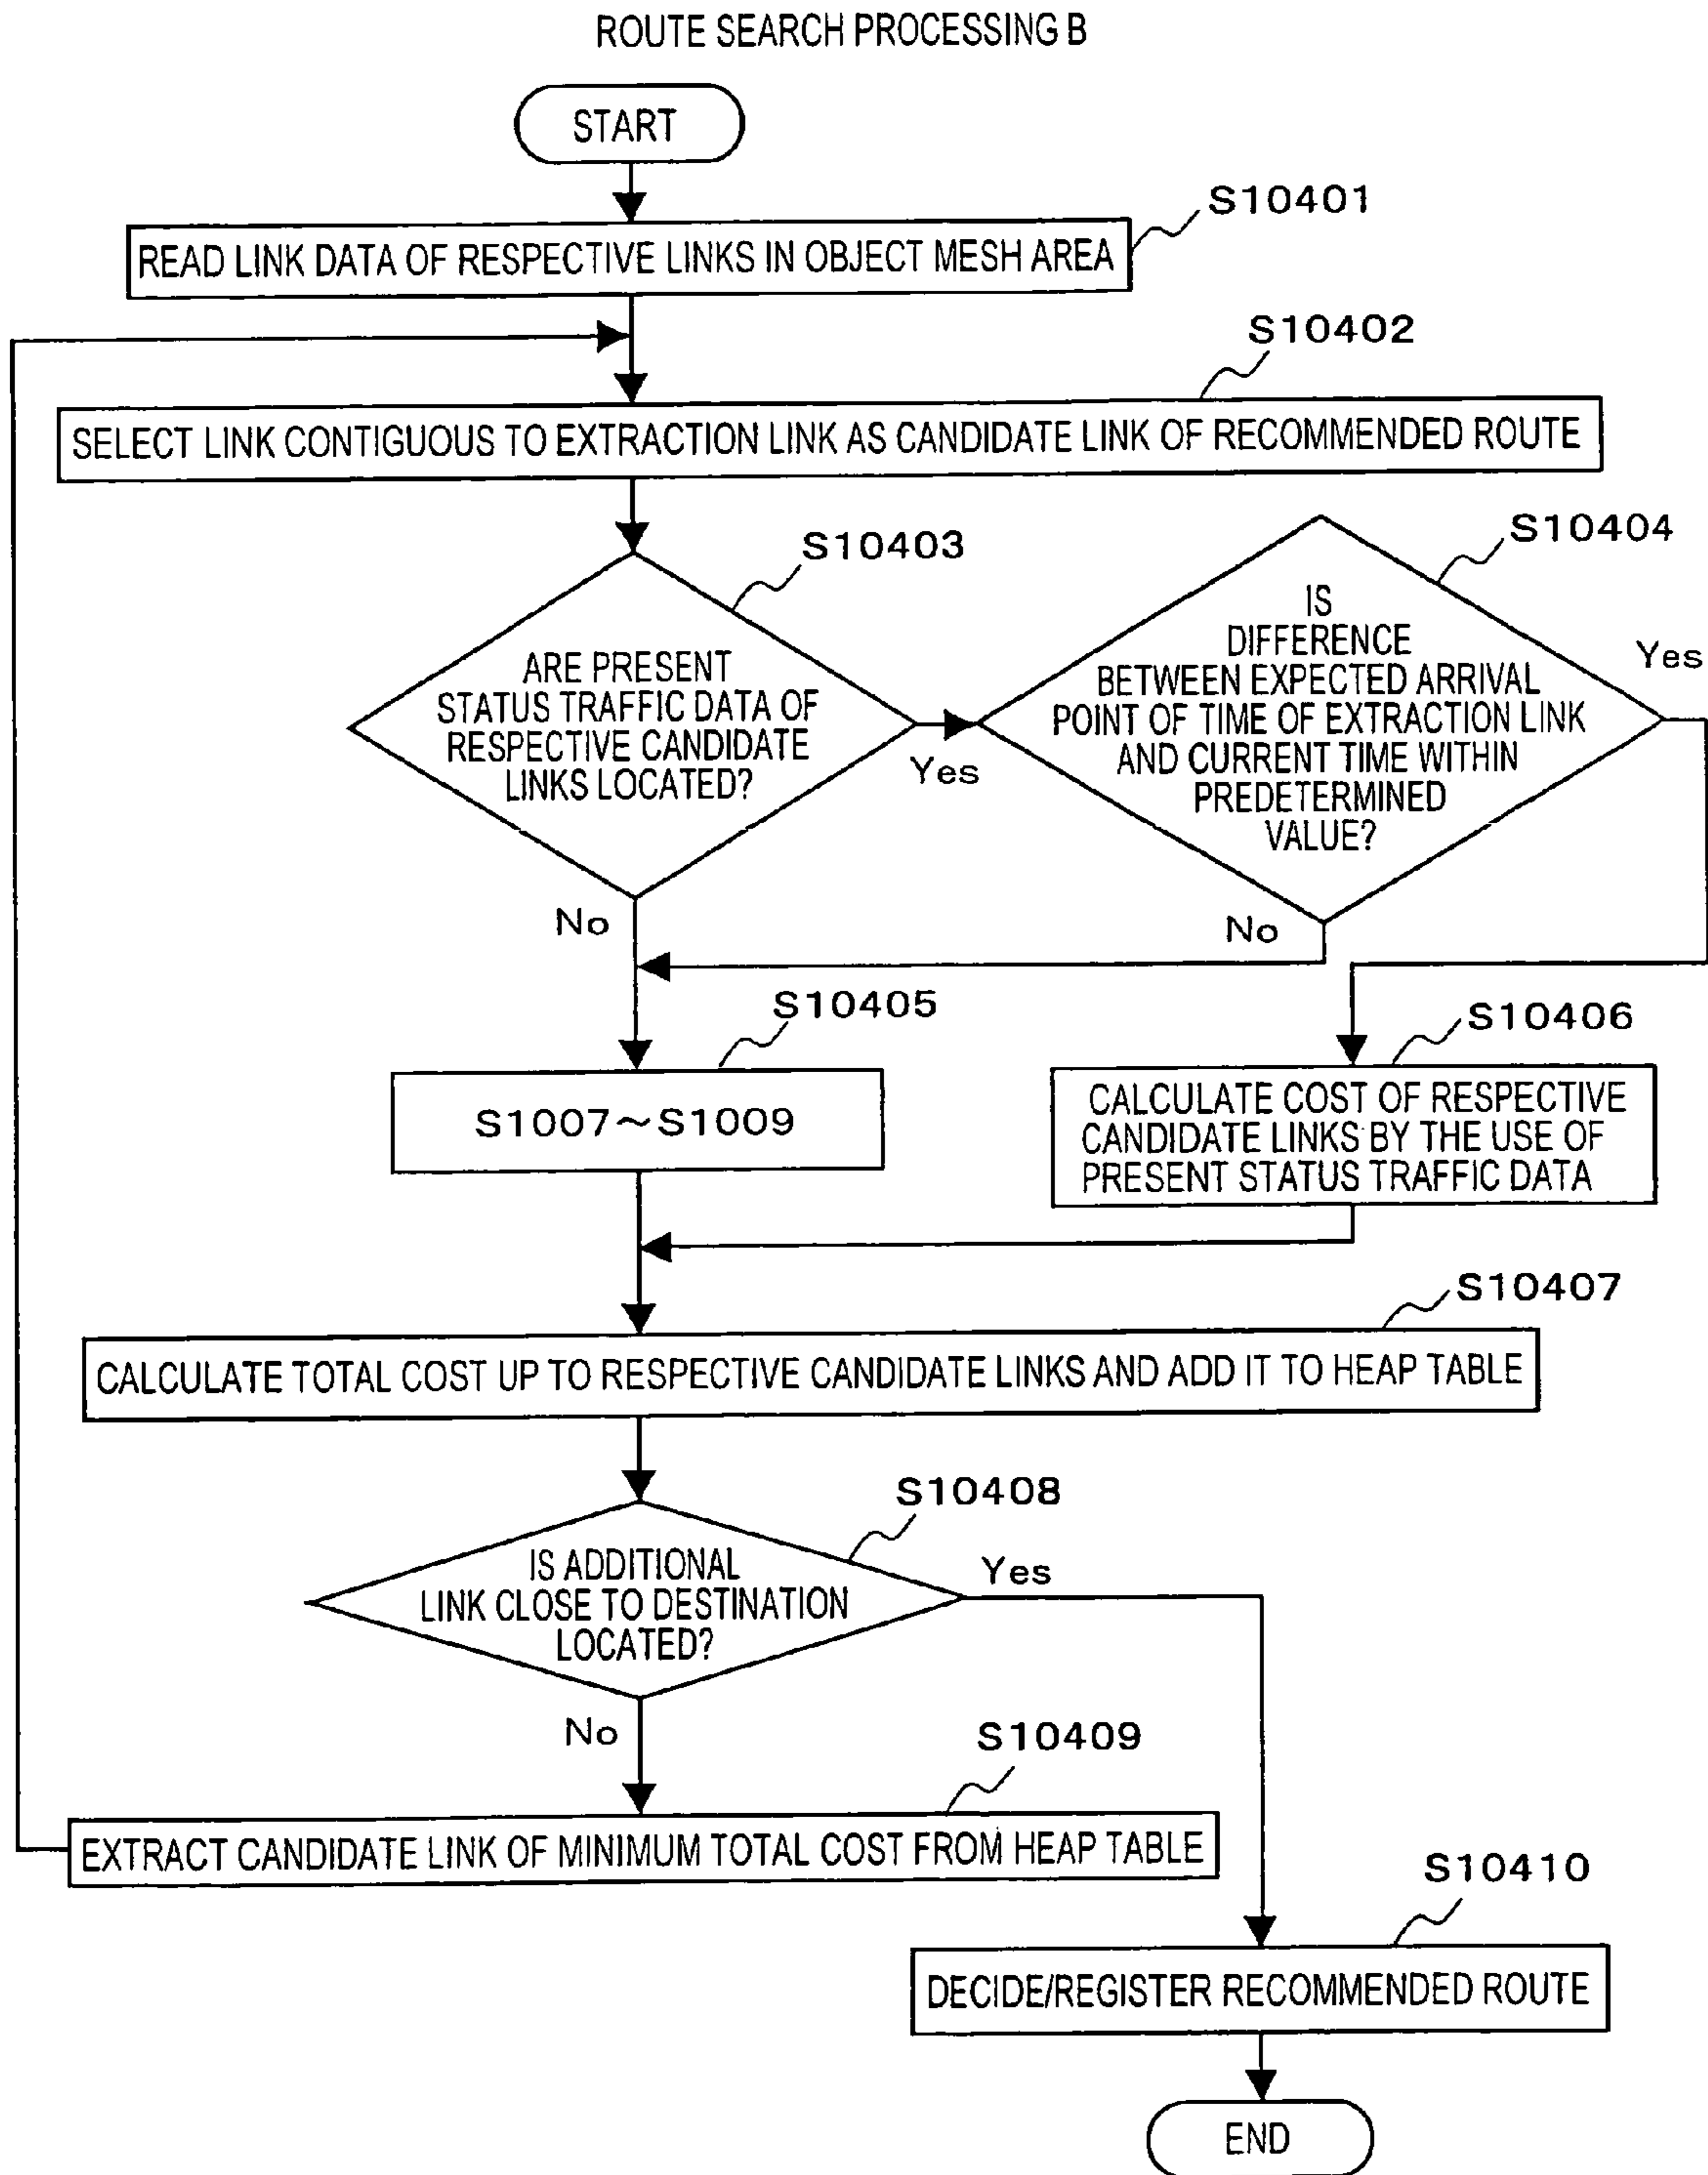 ROUTE SEARCH PROCESSING B
START
S10401
READ LINK DATA OF RESPECTIVE LINKS IN OBJECT MESH AREA
S10402
SELECT LINK CONTIGUOUS TO EXTRACTION LINK AS CANDIDATE LINK OF RECOMMENDED ROUTE
S10403
ARE PRESENT
STATUS TRAFFIC DATA OF
RESPECTIVE CANDIDATE
LINKS LOCATED?
Yes
No
S10404
IS
DIFFERENCE
BETWEEN EXPECTED ARRIVAL
POINT OF TIME OF EXTRACTION LINK
AND CURRENT TIME WITHIN
PREDETERMINED
VALUE?
Yes
No
S10405
S1007~S1009
S10406
CALCULATE COST OF RESPECTIVE
CANDIDATE LINKS BY THE USE OF
PRESENT STATUS TRAFFIC DATA
S10407
CALCULATE TOTAL COST UP TO RESPECTIVE CANDIDATE LINKS AND ADD IT TO HEAP TABLE
S10408
IS ADDITIONAL
LINK CLOSE TO DESTINATION
LOCATED?
Yes
No
S10409
EXTRACT CANDIDATE LINK OF MINIMUM TOTAL COST FROM HEAP TABLE
S10410
DECIDE/REGISTER RECOMMENDED ROUTE
END